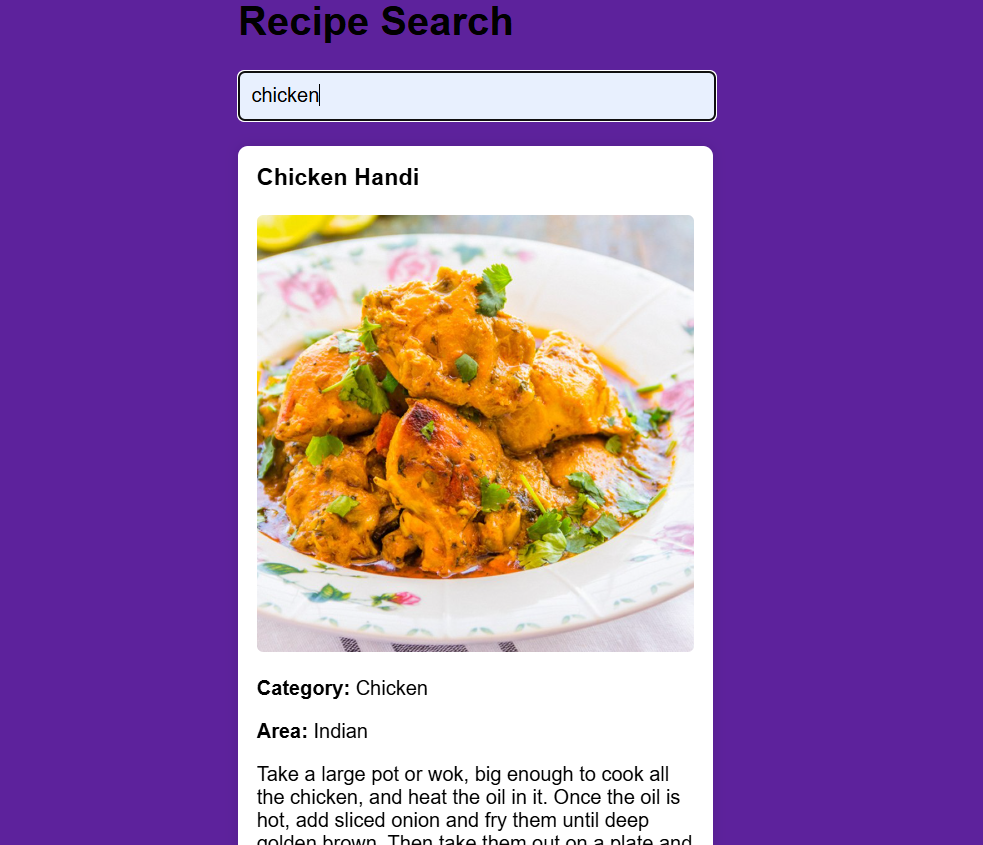 Recipe Search
chicken
Chicken Handi
Category: Chicken
Area: Indian
Take a large pot or wok, big enough to cook all
the chicken, and heat the oil in it. Once the oil is
hot, add sliced onion and fry them until deep
golden brown. Then take them out on a plate and